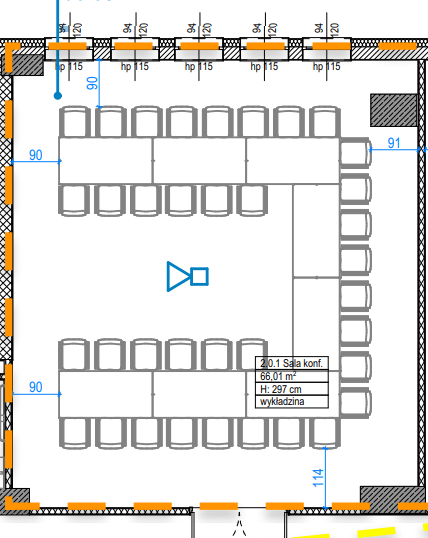 94 120 94 120 94 120 94 120 94 120
hp 115 hp 115 hp 115 hp 115 hp 115
90
90
91
2.0.1 Sala konf.
66,01 m²
H: 297 cm
wykładzina
90
114